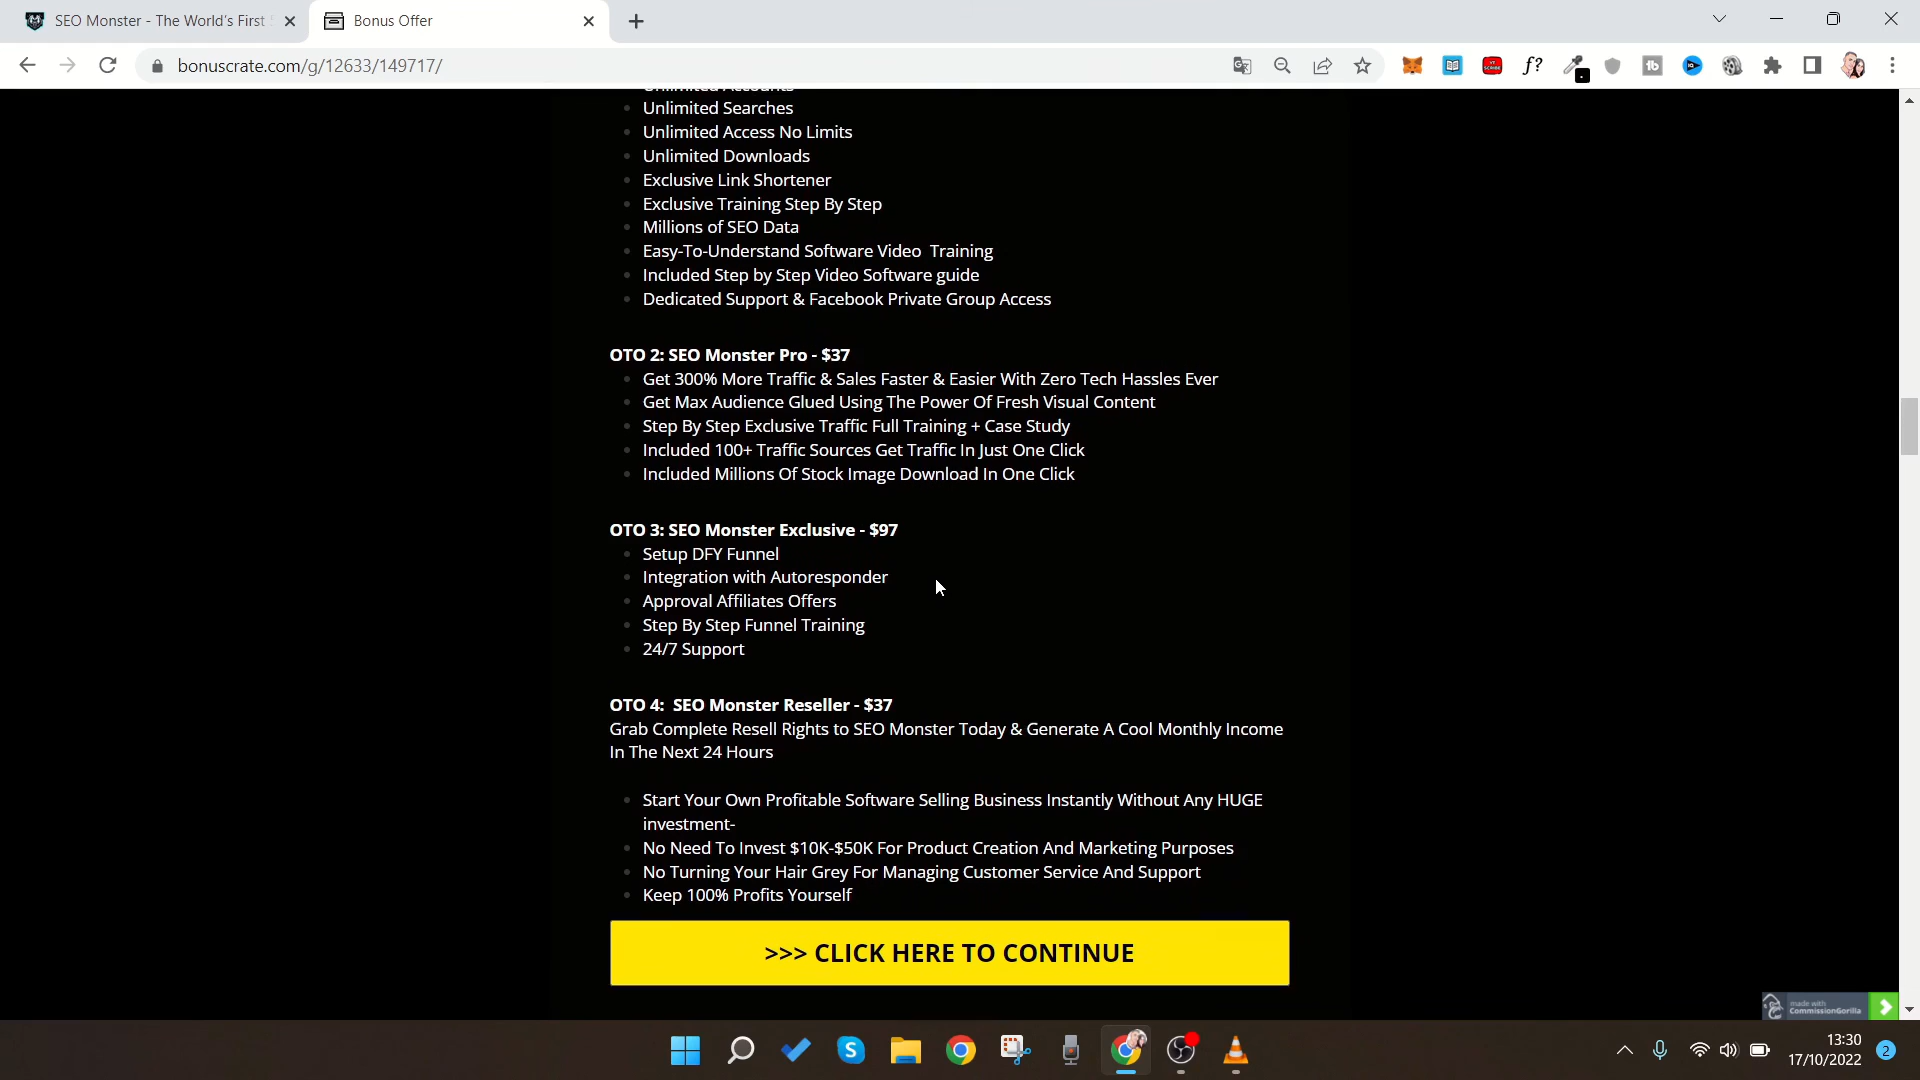 SEO Monster - The World's First
Bonus Offer
bonuscrate.com/g/12633/149717/
Unlimited Accounts
Unlimited Searches
Unlimited Access No Limits
Unlimited Downloads
Exclusive Link Shortener
Exclusive Training Step By Step
Millions of SEO Data
Easy-To-Understand Software Video  Training
Included Step by Step Video Software guide
Dedicated Support & Facebook Private Group Access
OTO 2: SEO Monster Pro - $37
Get 300% More Traffic & Sales Faster & Easier With Zero Tech Hassles Ever
Get Max Audience Glued Using The Power Of Fresh Visual Content
Step By Step Exclusive Traffic Full Training + Case Study
Included 100+ Traffic Sources Get Traffic In Just One Click
Included Millions Of Stock Image Download In One Click
OTO 3: SEO Monster Exclusive - $97
Setup DFY Funnel
Integration with Autoresponder
Approval Affiliates Offers
Step By Step Funnel Training
24/7 Support
OTO 4:  SEO Monster Reseller - $37
Grab Complete Resell Rights to SEO Monster Today & Generate A Cool Monthly Income
In The Next 24 Hours
Start Your Own Profitable Software Selling Business Instantly Without Any HUGE
investment-
No Need To Invest $10K-$50K For Product Creation And Marketing Purposes
No Turning Your Hair Grey For Managing Customer Service And Support
Keep 100% Profits Yourself
>>> CLICK HERE TO CONTINUE
made with
CommissionGorilla
13:30
17/10/2022
2